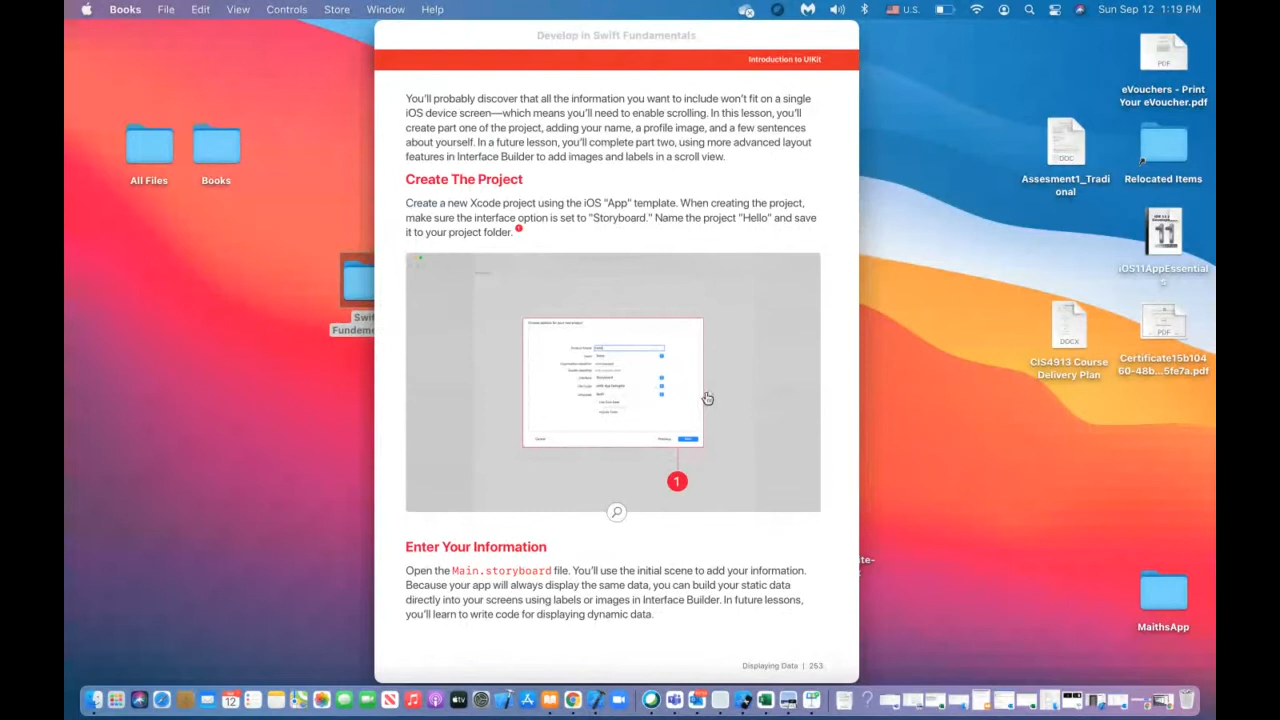 Books File Edit View Controls Store Window Help
U.S.
Sun Sep 12 1:19 PM
Develop in Swift Fundamentals
Introduction to UIKit
You'll probably discover that all the information you want to include won't fit on a single
iOS device screen—which means you'll need to enable scrolling. In this lesson, you'll
create part one of the project, adding your name, a profile image, and a few sentences
about yourself. In a future lesson, you'll complete part two, using more advanced layout
features in Interface Builder to add images and labels in a scroll view.
Create The Project
Create a new Xcode project using the iOS "App" template. When creating the project,
make sure the interface option is set to "Storyboard." Name the project "Hello" and save
it to your project folder.
1
Enter Your Information
Open the Main.storyboard file. You'll use the initial scene to add your information.
Because your app will always display the same data, you can build your static data
directly into your screens using labels or images in Interface Builder. In future lessons,
you'll learn to write code for displaying dynamic data.
Displaying Data | 253
All Files
Books
Swif
Fundeme
PDF
eVouchers - Print
Your eVoucher.pdf
DOC
Assesment1_Tradi
onal
Relocated Items
11
iOS11AppEssential
s
DOCX
CIS4913 Course
Delivery Plan
PDF
Certificate15b104
60-48b...5fe7a.pdf
ite-
MaithsApp